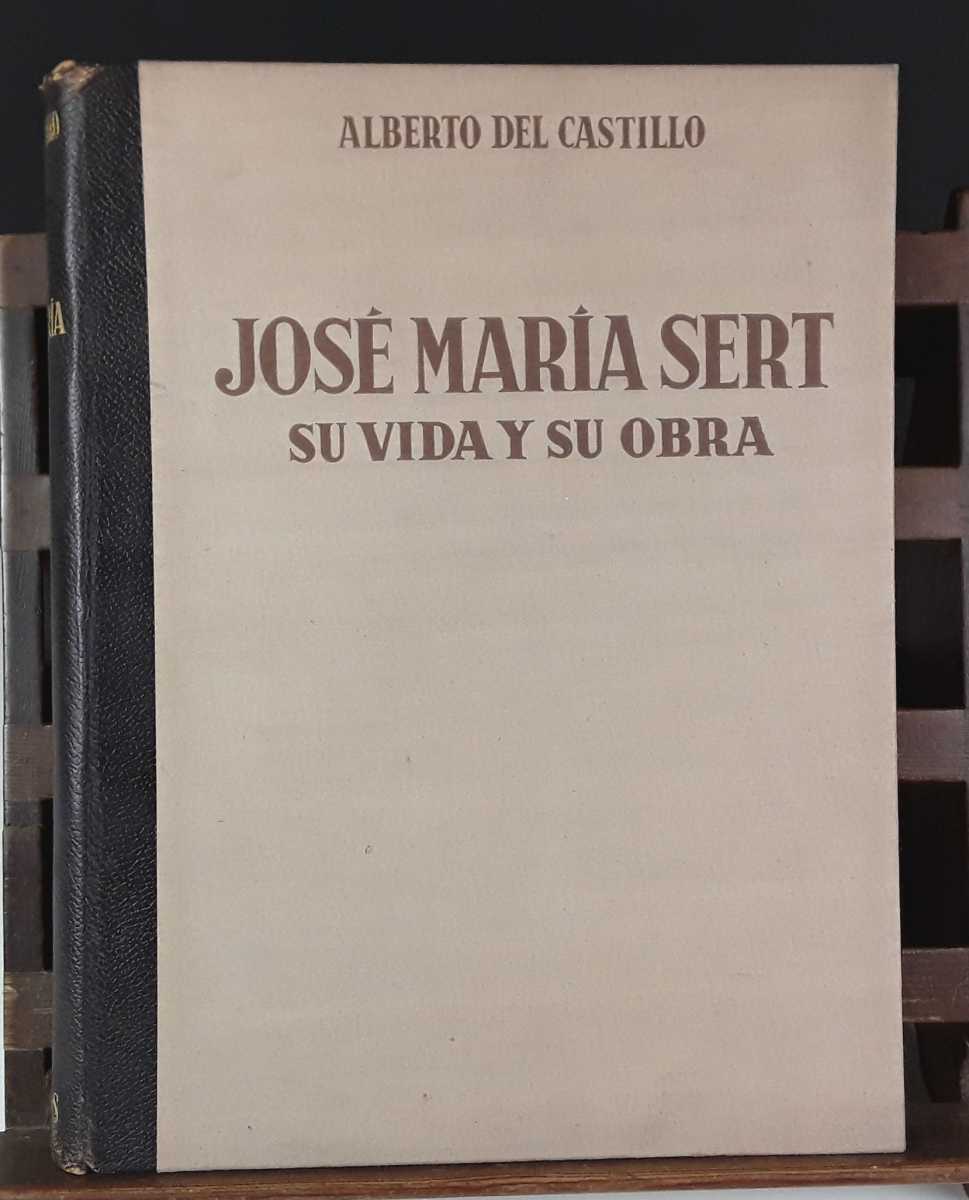 ALBERTO DEL CASTILLO
JOSÉ MARÍA SERT
SU VIDA Y SU OBRA